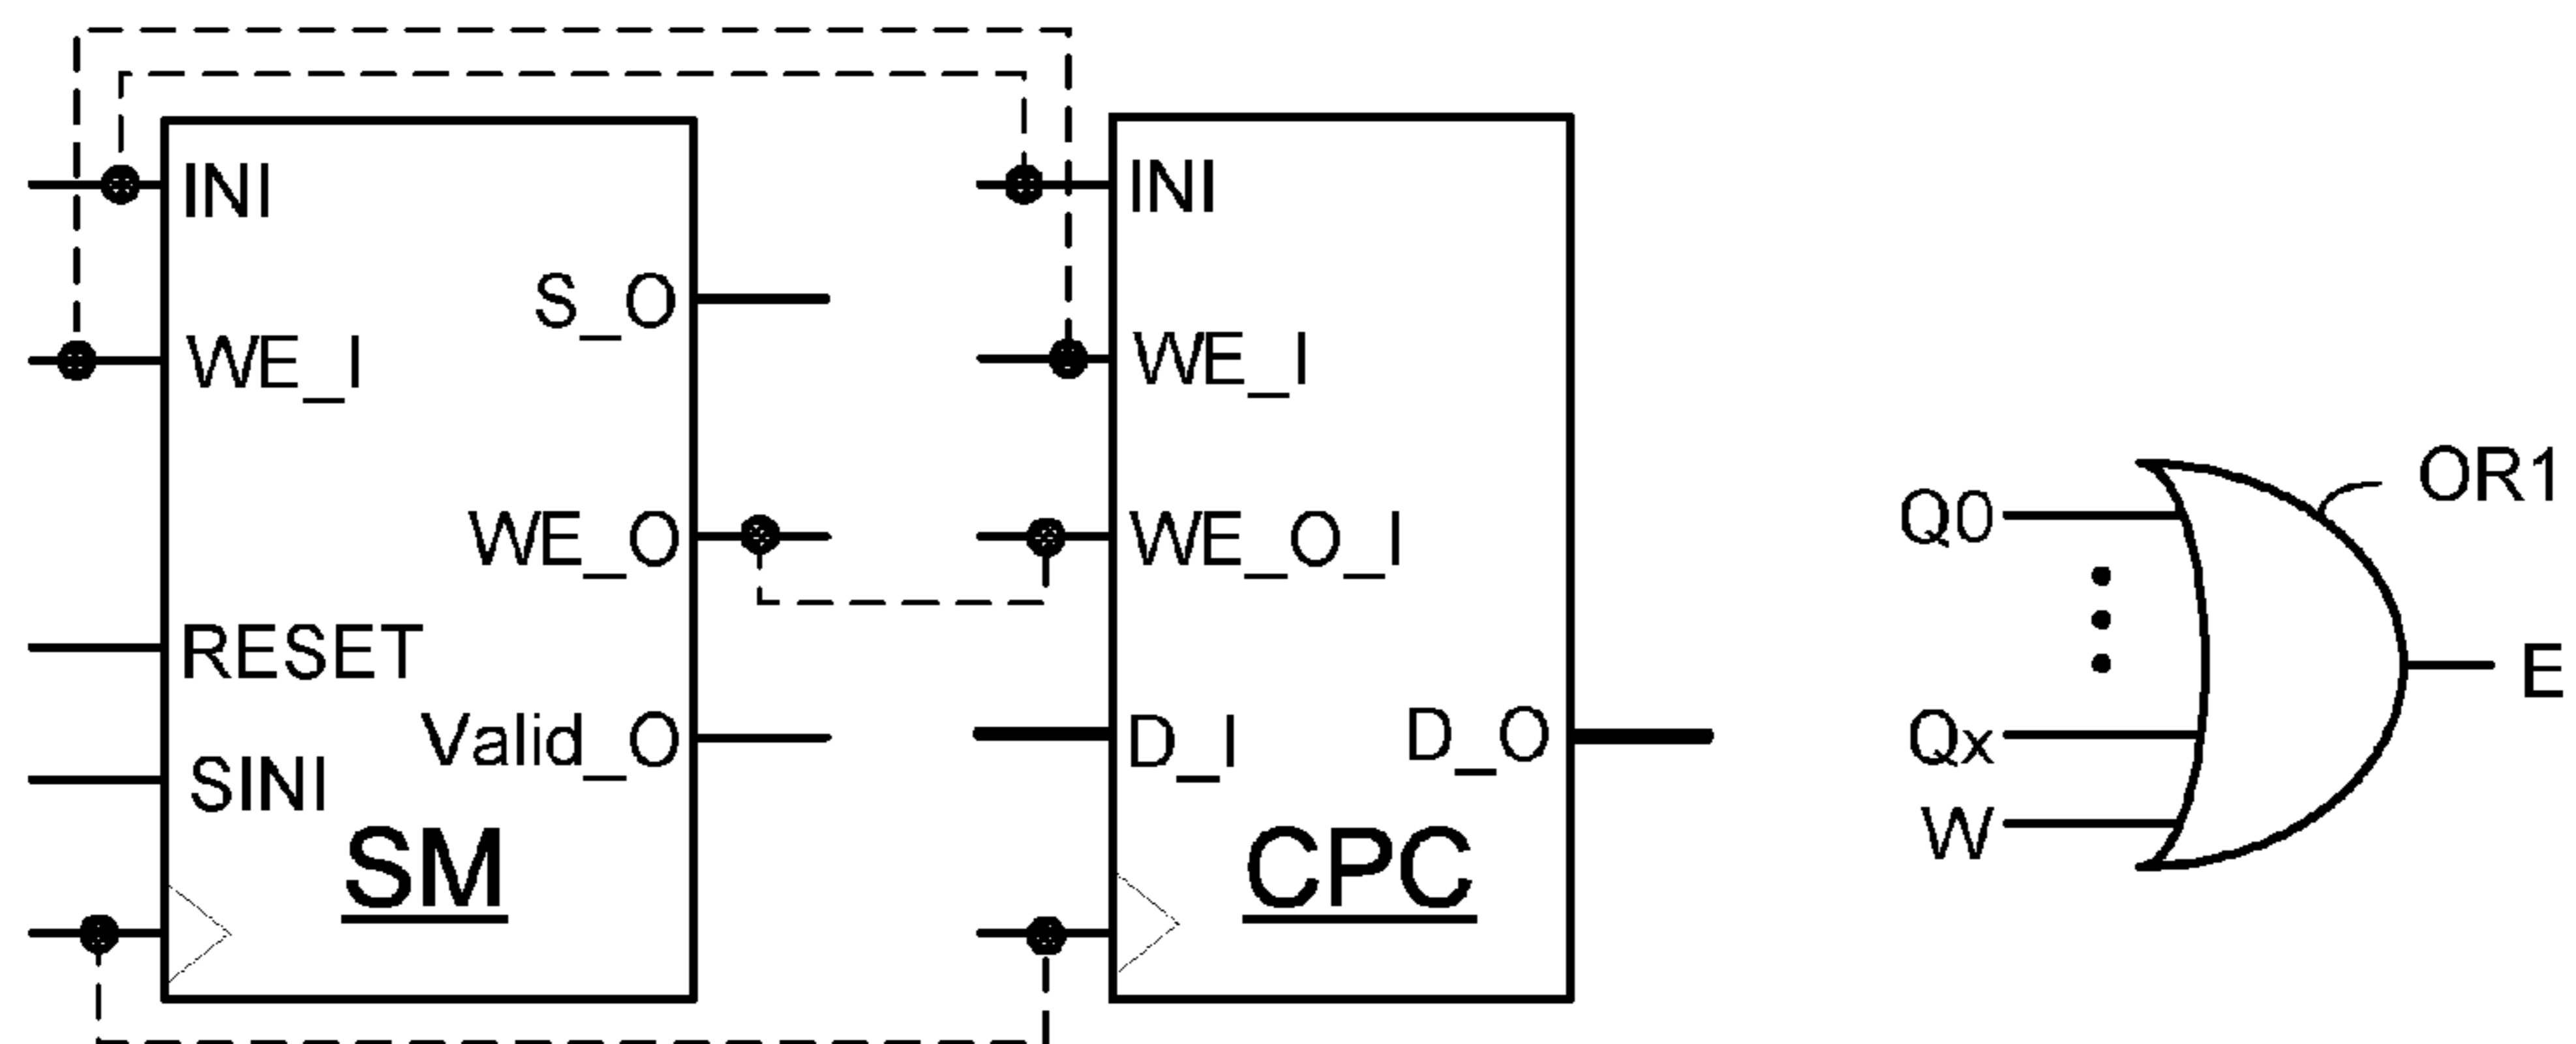 INI
S_O
WE_I
WE_O
RESET
Valid_O
SINI
SM
INI
WE_I
WE_O_I
D_I
D_O
CPC
OR1
Q0
Qx
W
E